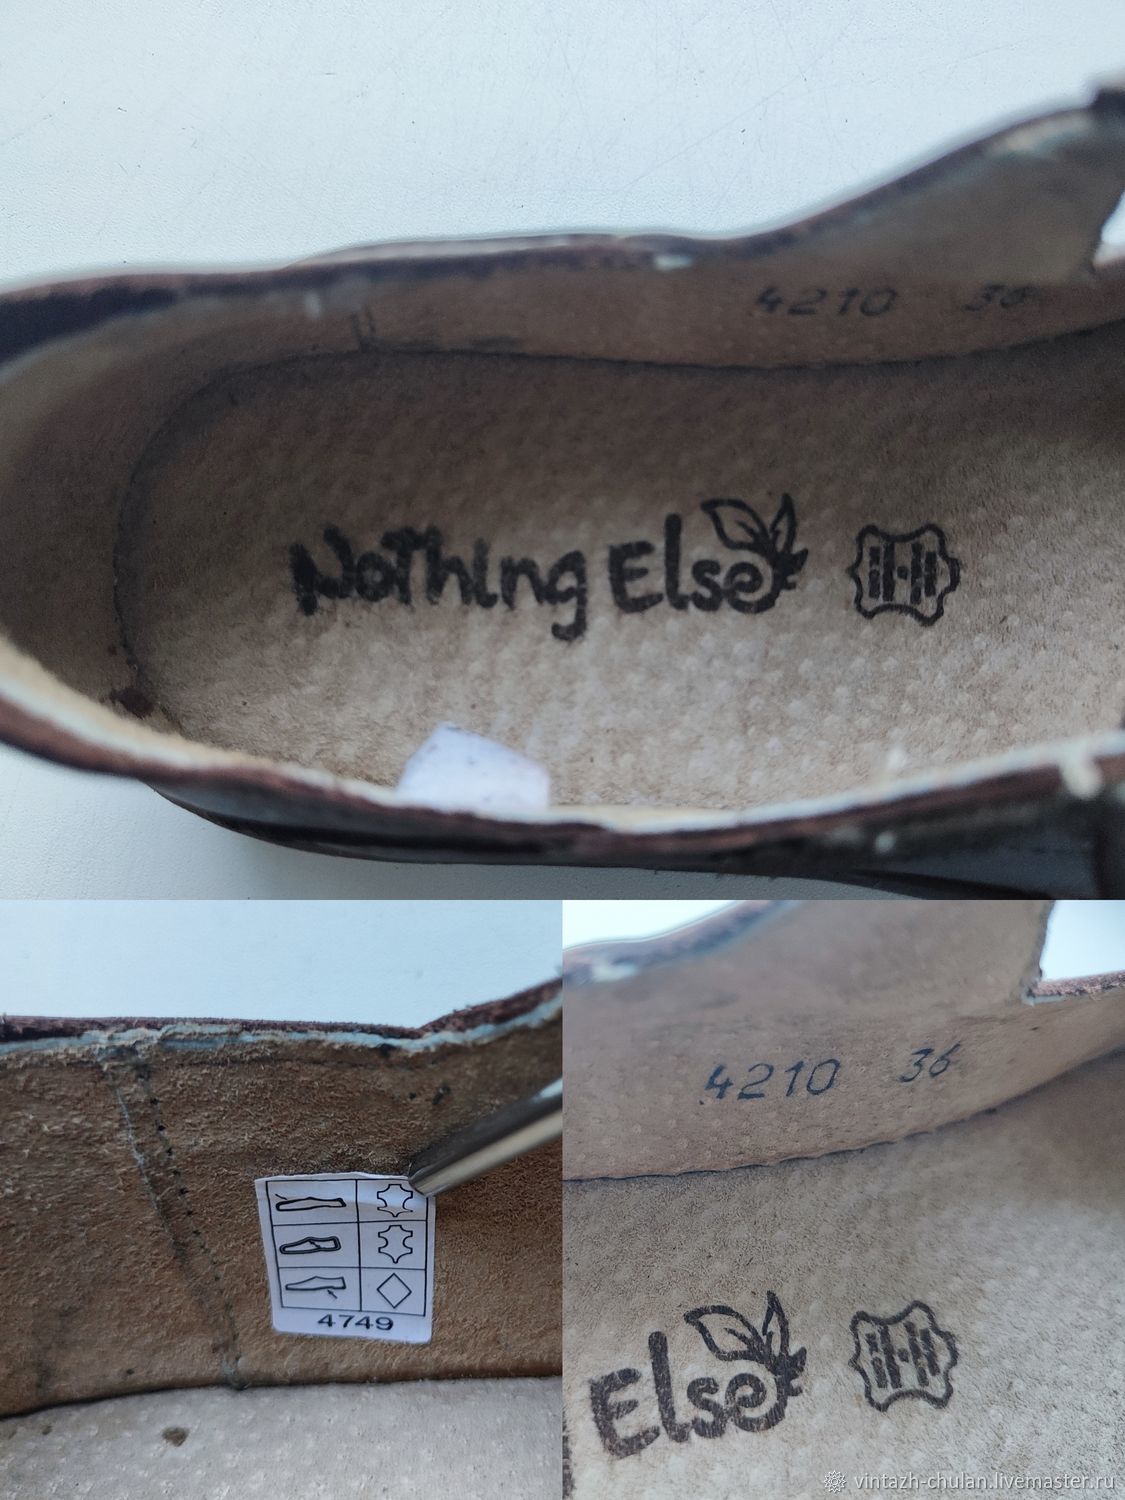 4210 36
Nothing Else
4749
4210 36
Else
vintazh-chulan.livemaster.ru